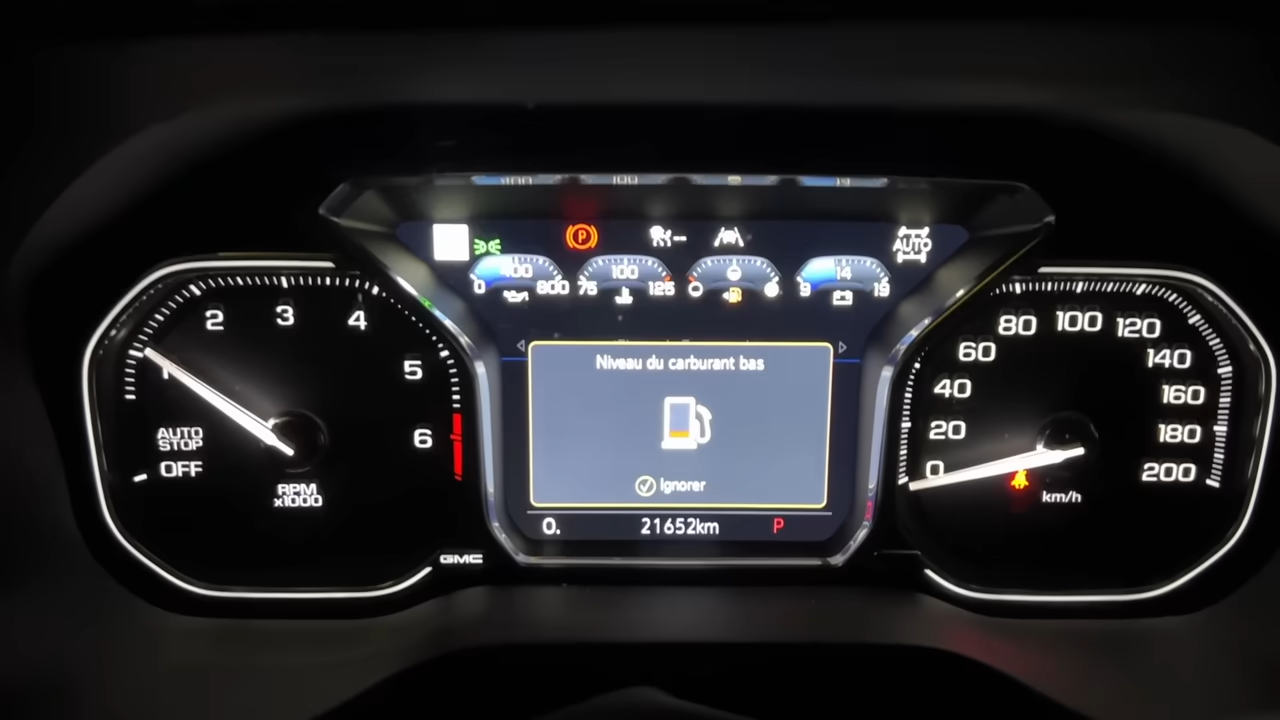 P
--
AUTO
400
0 800
100
75 125
14
9 19
1 2 3 4 5 6
AUTO
STOP
OFF
RPM
x1000
GMC
Niveau du carburant bas
Ignorer
0. 21652km P
0 20 40 60 80 100 120 140 160 180 200
km/h